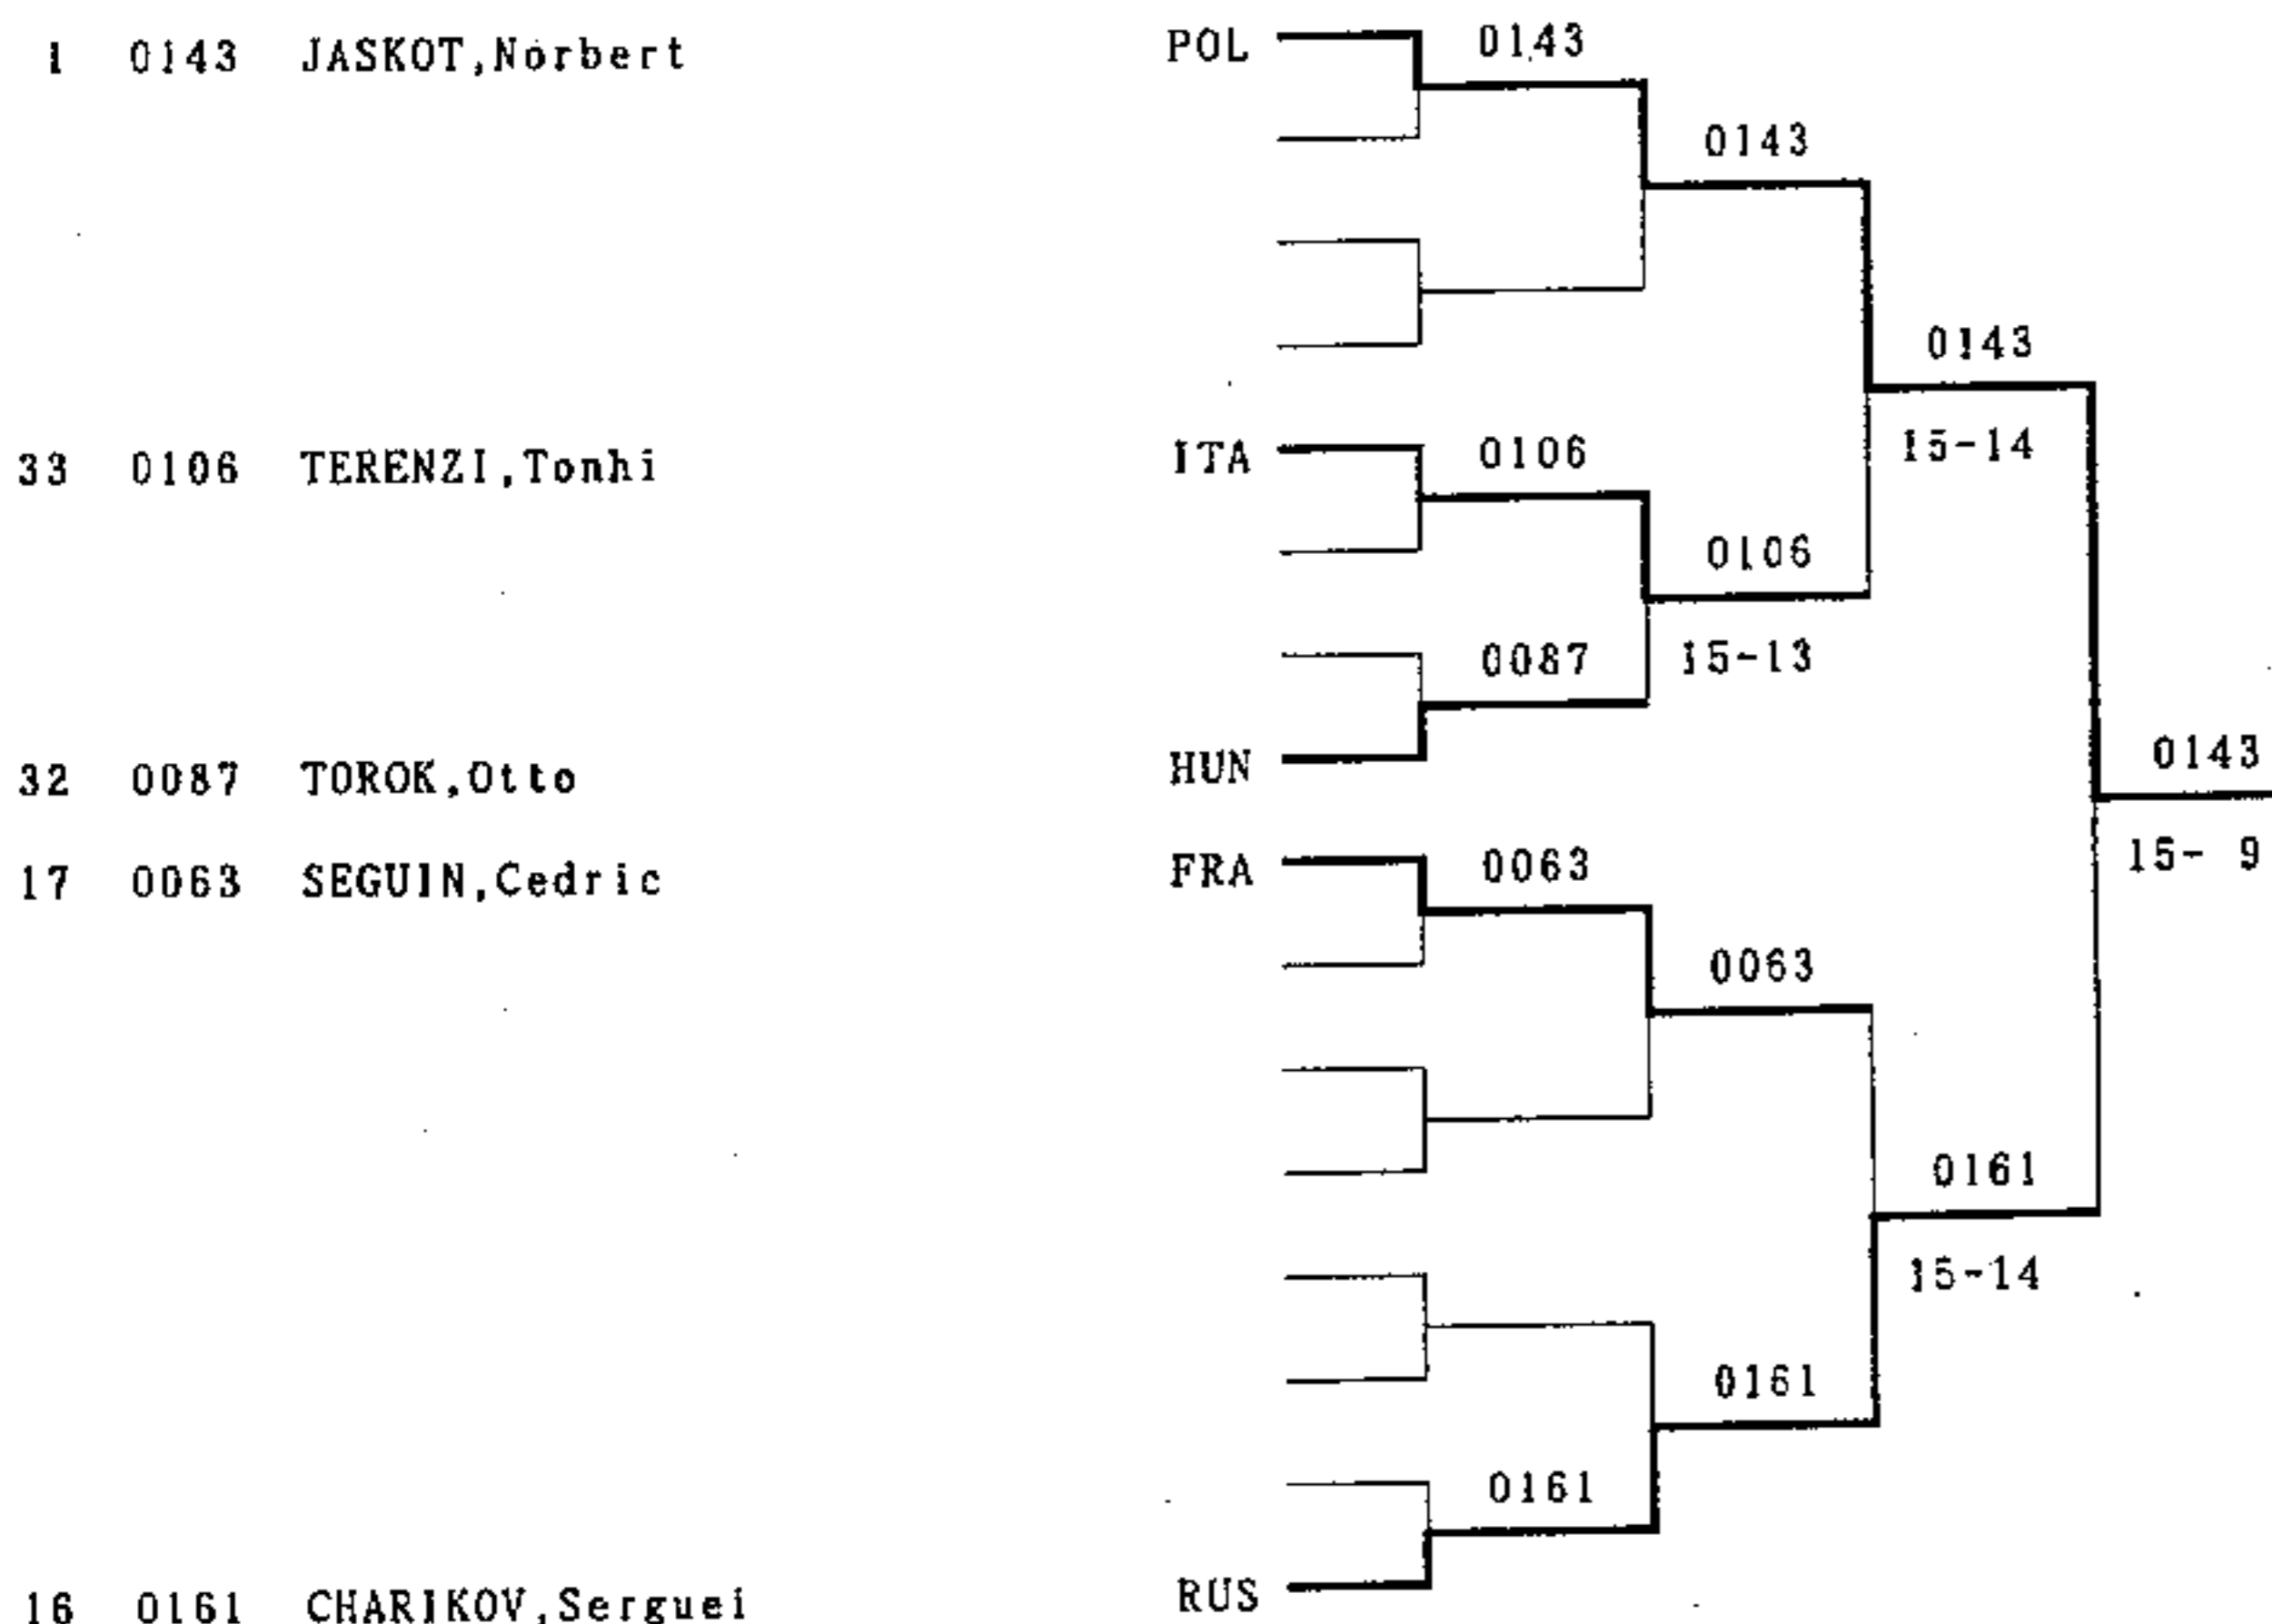 1 0143 JASKOT,Norbert POL 0143
0143
0143
33 0106 TERENZI,Tonhi ITA 0106 15-14
0106
0087 15-13
32 0087 TOROK,Otto HUN 0143
17 0063 SEGUIN,Cedric FRA 0063 15- 9
0063
0161
15-14
0161
0161
16 0161 CHARIKOV,Serguei RUS